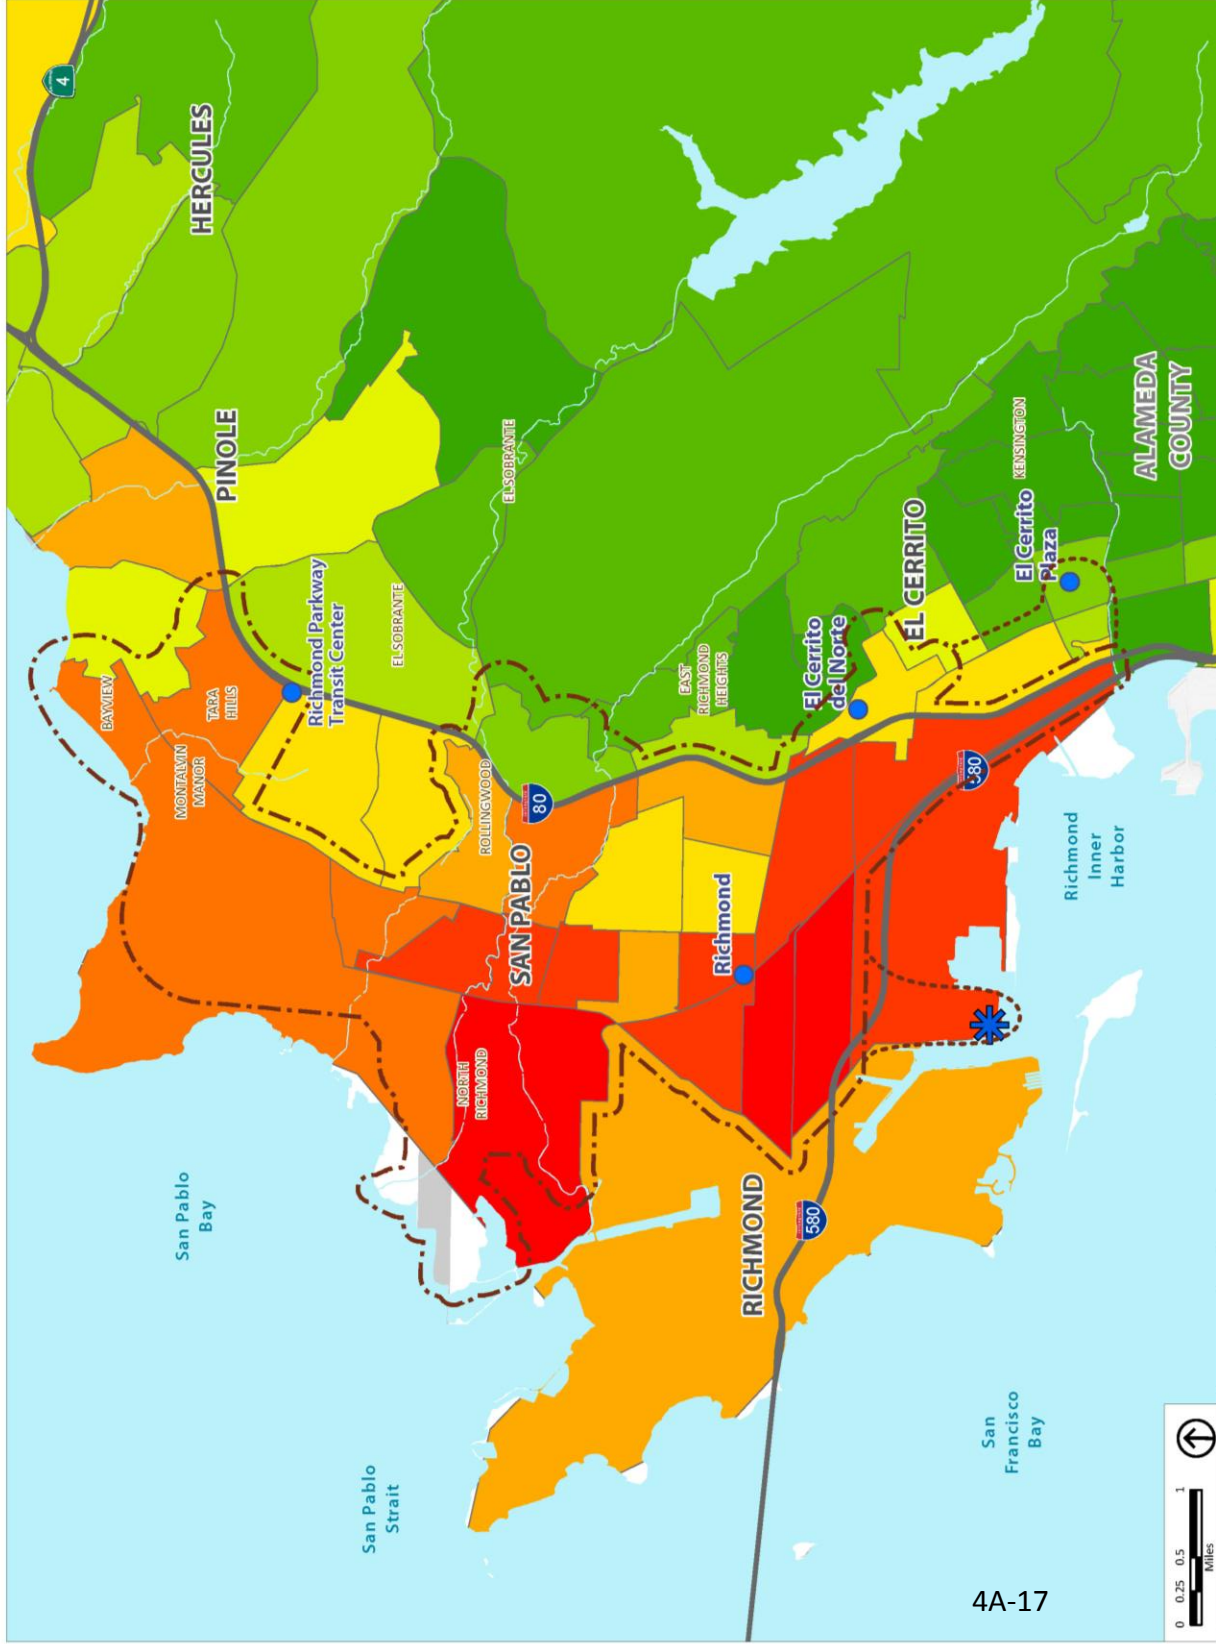 4
HERCULES
PINOLE
BAYVIEW
TARA
HILLS
MONTALVIN
MANOR
Richmond Parkway
Transit Center
EL SOBRANTE
EL SOBRANTE
ROLLINGWOOD
80
SAN PABLO
NORTH
RICHMOND
San Pablo
Bay
San Pablo
Strait
EAST
RICHMOND
HEIGHTS
Richmond
El Cerrito
del Norte
EL CERRITO
KENSINGTON
El Cerrito
Plaza
ALAMEDA
COUNTY
580
RICHMOND
580
Richmond
Inner
Harbor
San
Francisco
Bay
0 0.25 0.5 1
Miles
4A-17